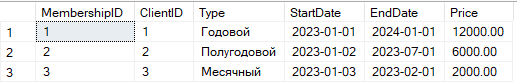 MembershipID ClientID Type StartDate EndDate Price
1 1 1 Годовой 2023-01-01 2024-01-01 12000.00
2 2 2 Полугодовой 2023-01-02 2023-07-01 6000.00
3 3 3 Месячный 2023-01-03 2023-02-01 2000.00